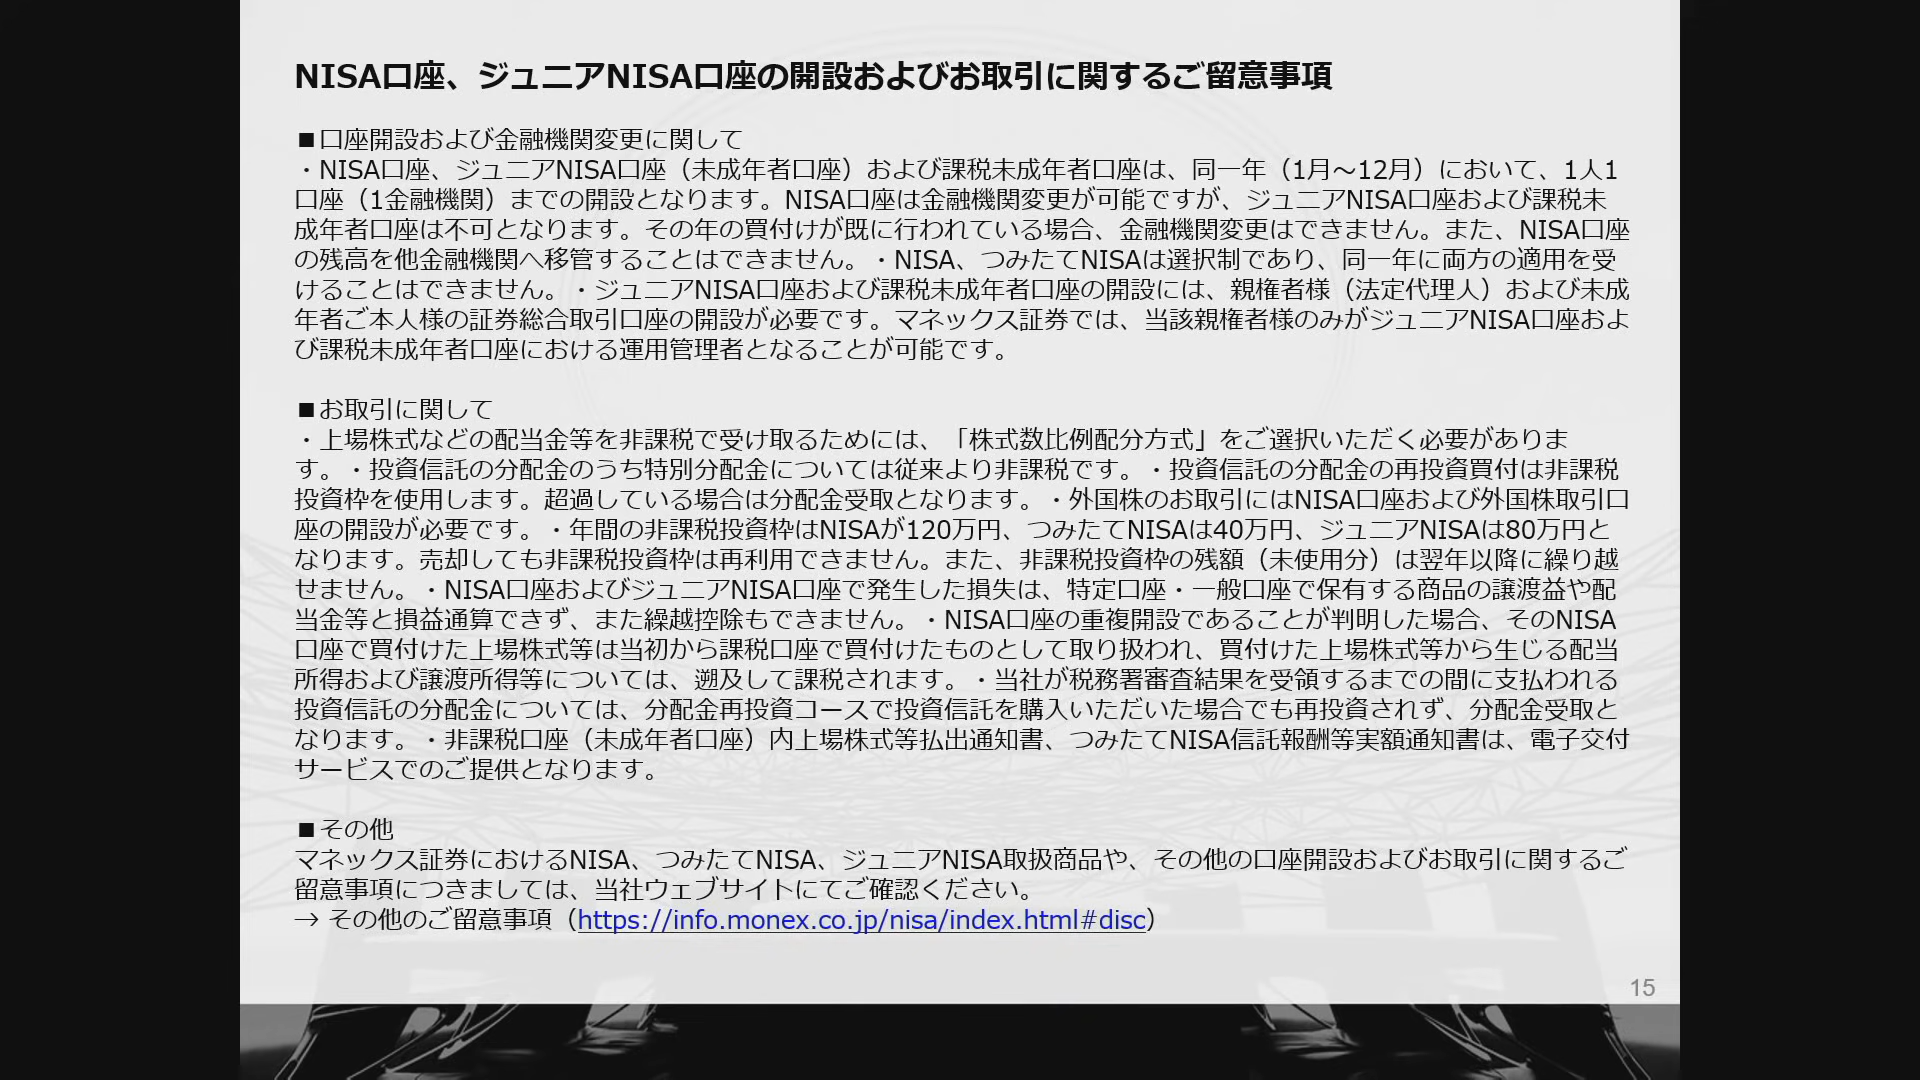 NISA口座、ジュニアNISA口座の開設およびお取引に関するご留意事項
■口座開設および金融機関変更に関して
・NISA口座、ジュニアNISA口座（未成年者口座）および課税未成年者口座は、同一年（1月～12月）において、1人1
口座（1金融機関）までの開設となります。NISA口座は金融機関変更が可能ですが、ジュニアNISA口座および課税未
成年者口座は不可となります。その年の買付けが既に行われている場合、金融機関変更はできません。また、NISA口座
の残高を他金融機関へ移管することはできません。・NISA、つみたてNISAは選択制であり、同一年に両方の適用を受
けることはできません。・ジュニアNISA口座および課税未成年者口座の開設には、親権者様（法定代理人）および未成
年者ご本人様の証券総合取引口座の開設が必要です。マネックス証券では、当該親権者様のみがジュニアNISA口座およ
び課税未成年者口座における運用管理者となることが可能です。
■お取引に関して
・上場株式などの配当金等を非課税で受け取るためには、「株式数比例配分方式」をご選択いただく必要がありま
す。・投資信託の分配金のうち特別分配金については従来より非課税です。・投資信託の分配金の再投資買付は非課税
投資枠を使用します。超過している場合は分配金受取となります。・外国株のお取引にはNISA口座および外国株取引口
座の開設が必要です。・年間の非課税投資枠はNISAが120万円、つみたてNISAは40万円、ジュニアNISAは80万円と
なります。売却しても非課税投資枠は再利用できません。また、非課税投資枠の残額（未使用分）は翌年以降に繰り越
せません。・NISA口座およびジュニアNISA口座で発生した損失は、特定口座・一般口座で保有する商品の譲渡益や配
当金等と損益通算できず、また繰越控除もできません。・NISA口座の重複開設であることが判明した場合、そのNISA
口座で買付けた上場株式等は当初から課税口座で買付けたものとして取り扱われ、買付けた上場株式等から生じる配当
所得および譲渡所得等については、遡及して課税されます。・当社が税務署審査結果を受領するまでの間に支払われる
投資信託の分配金については、分配金再投資コースで投資信託を購入いただいた場合でも再投資されず、分配金受取と
なります。・非課税口座（未成年者口座）内上場株式等払出通知書、つみたてNISA信託報酬等実額通知書は、電子交付
サービスでのご提供となります。
■その他
マネックス証券におけるNISA、つみたてNISA、ジュニアNISA取扱商品や、その他の口座開設およびお取引に関するご
留意事項につきましては、当社ウェブサイトにてご確認ください。
→ その他のご留意事項（https://info.monex.co.jp/nisa/index.html#disc）
15